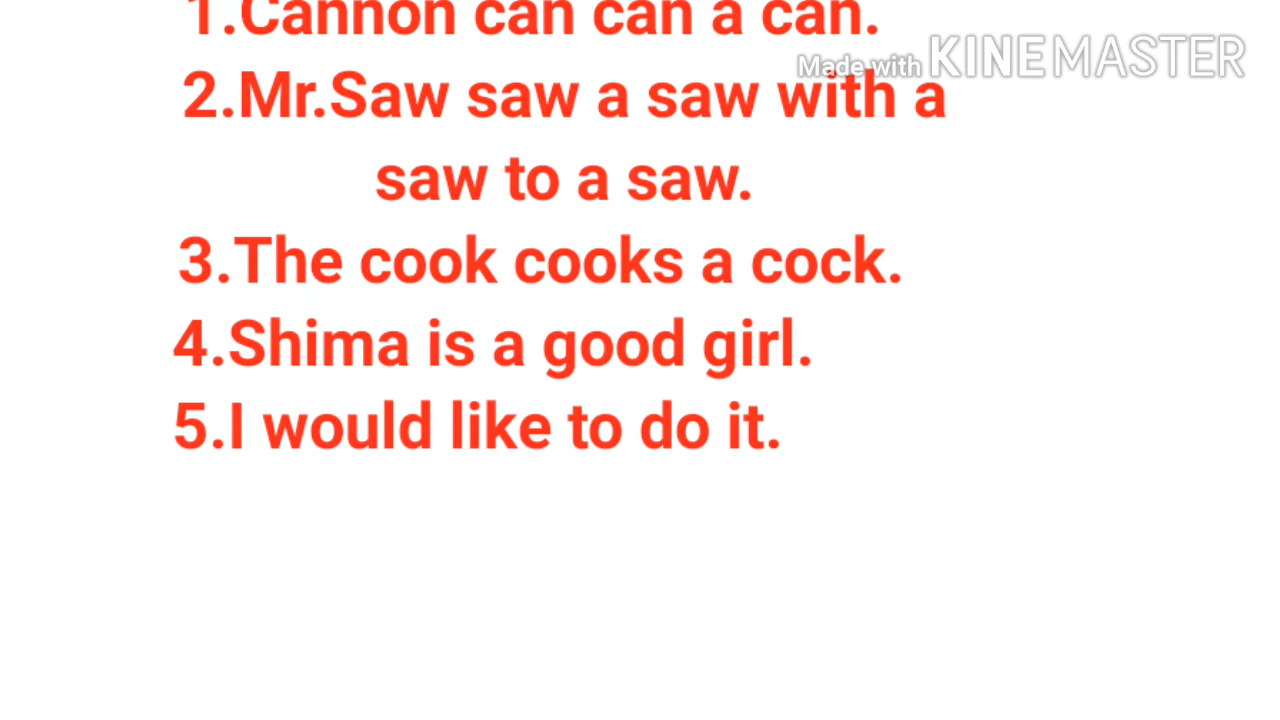 1.Cannon can can a can.
Made with KINEMASTER
2.Mr.Saw saw a saw with a
saw to a saw.
3.The cook cooks a cock.
4.Shima is a good girl.
5.I would like to do it.